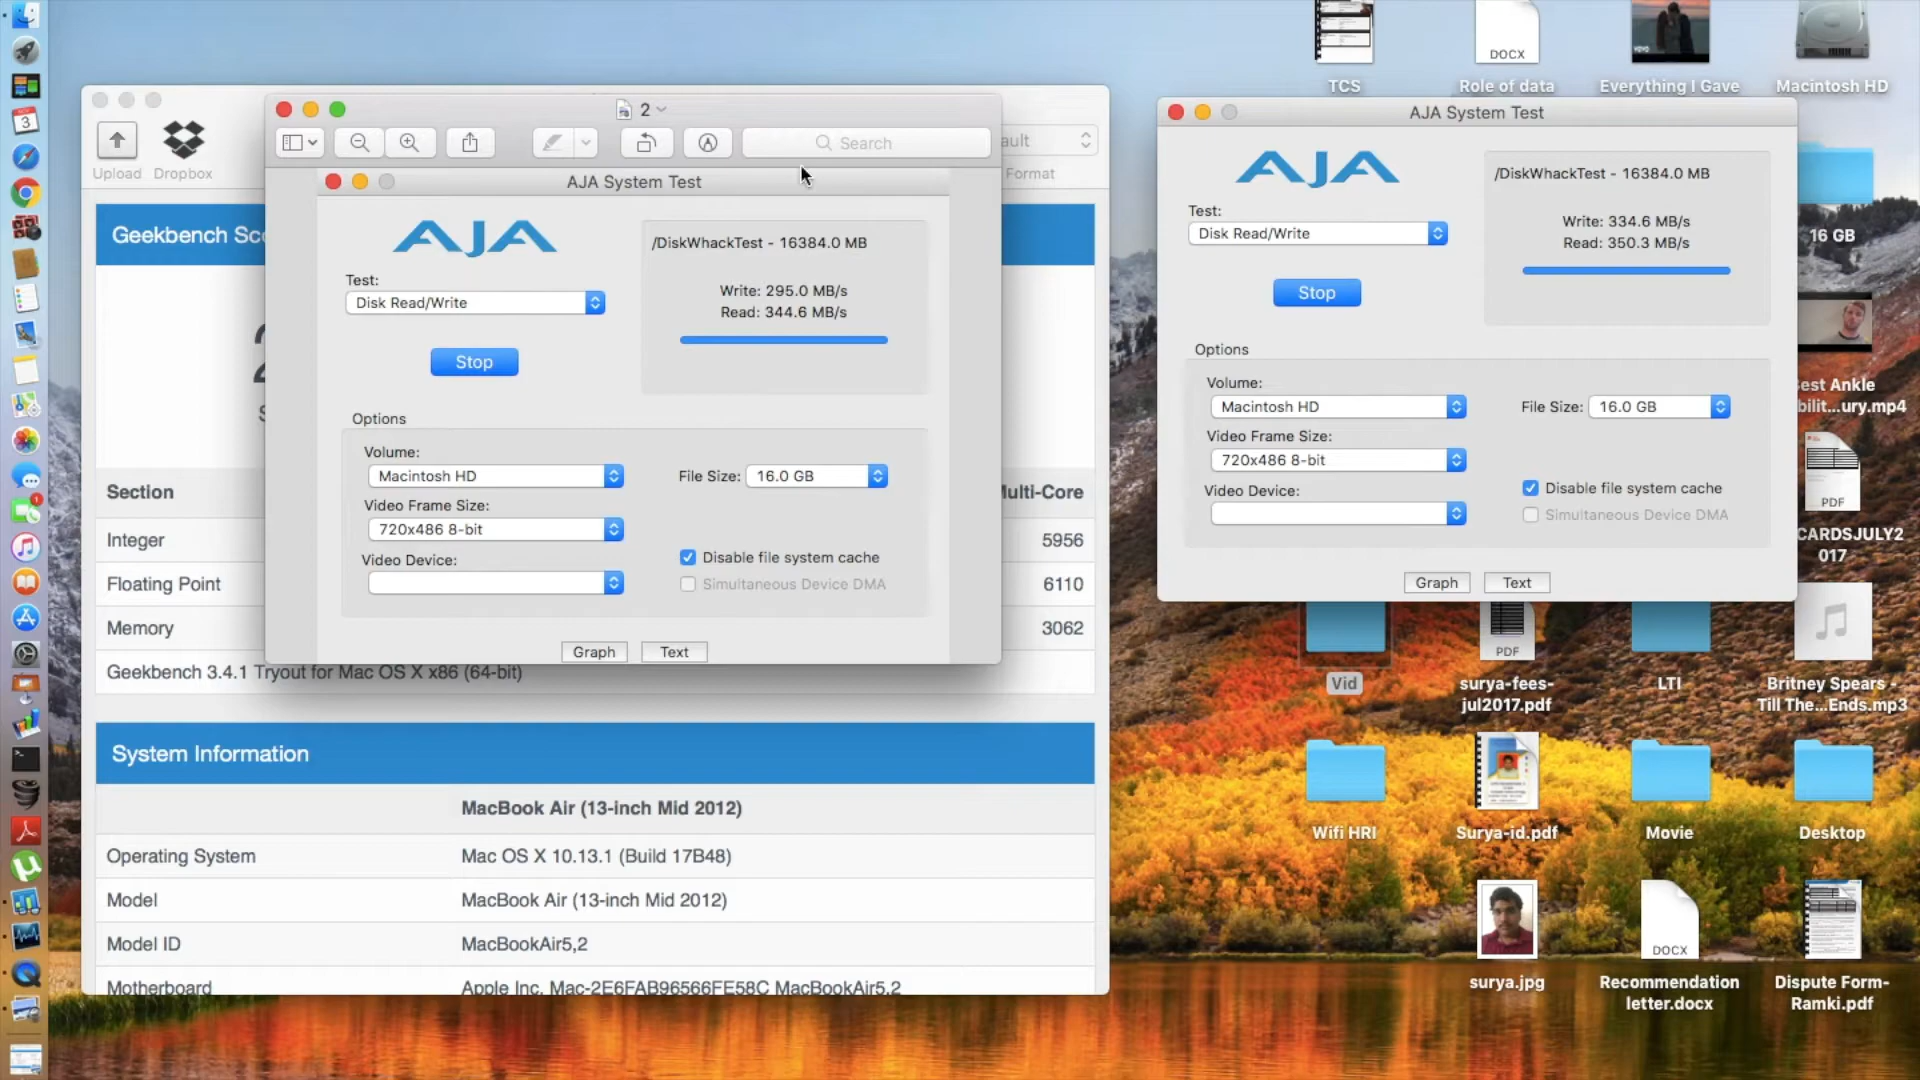 2
Search
ault
Upload
Dropbox
Format
Geekbench Sc
AJA System Test
AJA
/DiskWhackTest - 16384.0 MB
Test:
Disk Read/Write
Write: 295.0 MB/s
Read: 344.6 MB/s
Stop
Options
Volume:
Macintosh HD
File Size:
16.0 GB
Video Frame Size:
720x486 8-bit
Video Device:
Disable file system cache
Simultaneous Device DMA
Graph
Text
Section
Multi-Core
Integer
5956
Floating Point
6110
Memory
3062
Geekbench 3.4.1 Tryout for Mac OS X x86 (64-bit)
System Information
MacBook Air (13-inch Mid 2012)
Operating System
Mac OS X 10.13.1 (Build 17B48)
Model
MacBook Air (13-inch Mid 2012)
Model ID
MacBookAir5,2
Motherboard
Apple Inc. Mac-2E6FAB96566FE58C MacBookAir5,2
AJA System Test
AJA
/DiskWhackTest - 16384.0 MB
Test:
Disk Read/Write
Write: 334.6 MB/s
Read: 350.3 MB/s
Stop
Options
Volume:
Macintosh HD
File Size:
16.0 GB
Video Frame Size:
720x486 8-bit
Video Device:
Disable file system cache
Simultaneous Device DMA
Graph
Text
DOCX
TCS
Role of data
Everything I Gave
Macintosh HD
16 GB
Best Ankle
bilit...ury.mp4
PDF
CARDSJULY2
017
PDF
Vid
surya-fees-
jul2017.pdf
LTI
Britney Spears -
Till The...Ends.mp3
Wifi HRI
Surya-id.pdf
Movie
Desktop
DOCX
surya.jpg
Recommendation
letter.docx
Dispute Form-
Ramki.pdf
3
1